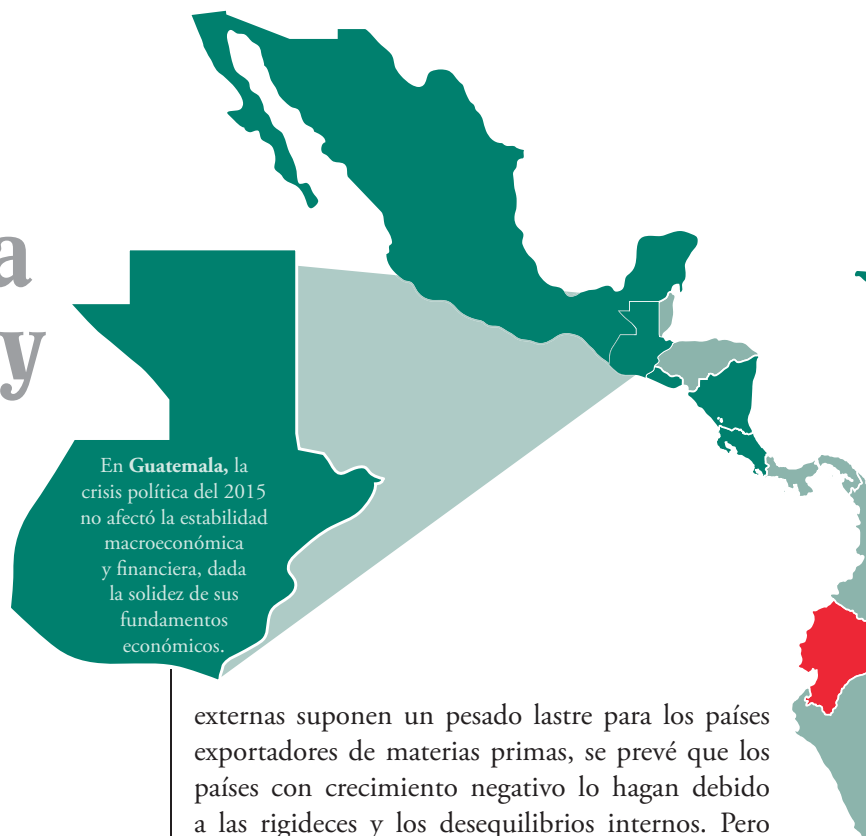 a
y
En Guatemala, la
crisis política del 2015
no afectó la estabilidad
macroeconómica
y financiera, dada
la solidez de sus
fundamentos
económicos.
externas suponen un pesado lastre para los países
exportadores de materias primas, se prevé que los
países con crecimiento negativo lo hagan debido
a las rigideces y los desequilibrios internos. Pero